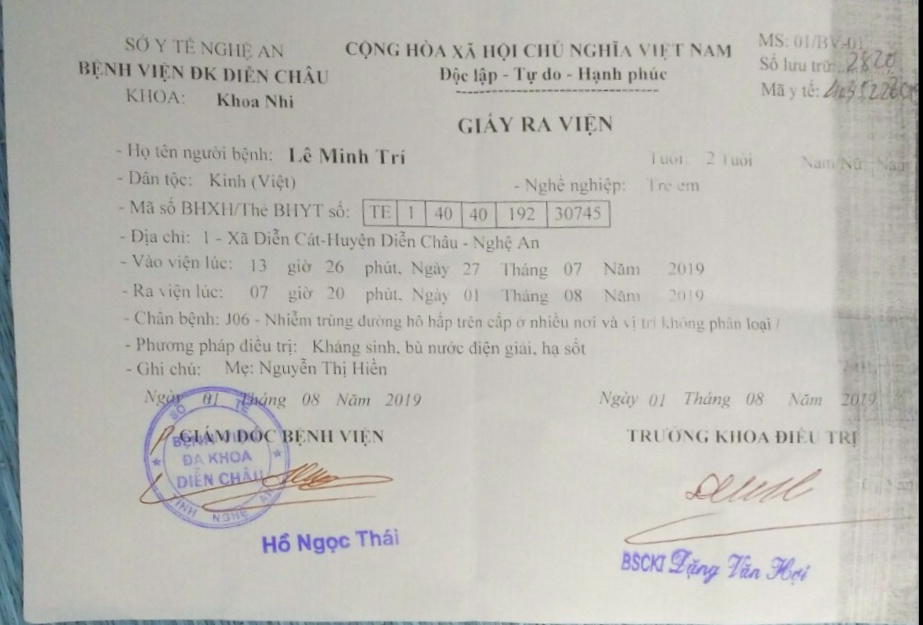 SỞ Y TẾ NGHỆ AN
BỆNH VIỆN ĐK DIỄN CHÂU
KHOA: Khoa Nhi
CỘNG HÒA XÃ HỘI CHỦ NGHĨA VIỆT NAM
Độc lập - Tự do - Hạnh phúc
MS: 01/BV-01
Số lưu trữ: 2820
Mã y tế:
GIẤY RA VIỆN
- Họ tên người bệnh: Lê Minh Trí Tuổi: 2 Tuổi Nam/Nữ: Nam
- Dân tộc: Kinh (Việt) - Nghề nghiệp: Trẻ em
- Mã số BHXH/Thẻ BHYT số: TE 1 40 40 192 30745
- Địa chỉ: 1 - Xã Diễn Cát-Huyện Diễn Châu - Nghệ An
- Vào viện lúc: 13 giờ 26 phút, Ngày 27 Tháng 07 Năm 2019
- Ra viện lúc: 07 giờ 20 phút, Ngày 01 Tháng 08 Năm 2019
- Chẩn bệnh: J06 - Nhiễm trùng đường hô hấp trên cấp ở nhiều nơi và vị trí không phân loại /
- Phương pháp điều trị: Kháng sinh, bù nước điện giải, hạ sốt
- Ghi chú: Mẹ: Nguyễn Thị Hiền
Ngày 01 Tháng 08 Năm 2019 Ngày 01 Tháng 08 Năm 2019
P. GIÁM ĐỐC BỆNH VIỆN TRƯỞNG KHOA ĐIỀU TRỊ
SỞ Y TẾ
BỆNH VIỆN
ĐA KHOA
DIỄN CHÂU
TỈNH NGHỆ AN
Hồ Ngọc Thái
BSCKI Đặng Văn Hợi